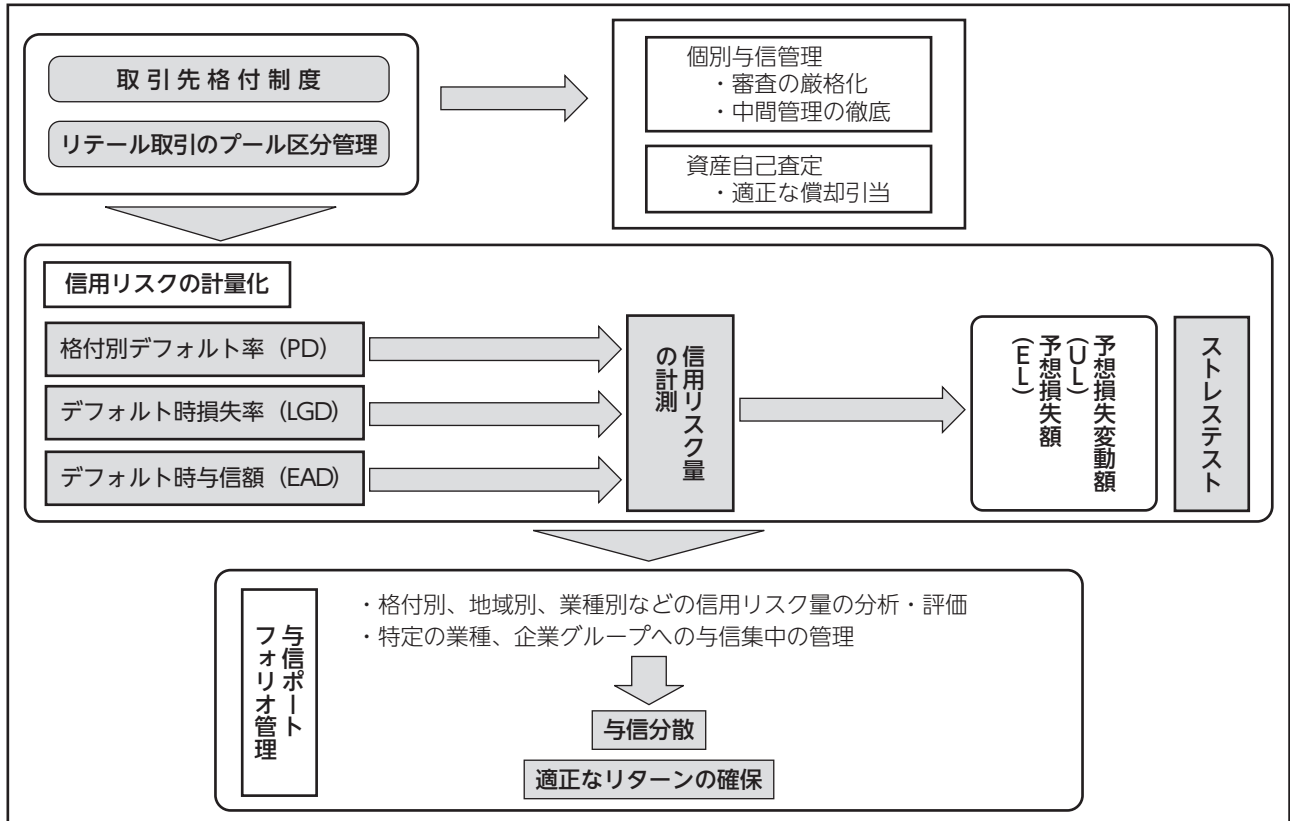 取引先格付制度
リテール取引のプール区分管理
個別与信管理
・審査の厳格化
・中間管理の徹底
資産自己査定
・適正な償却引当
信用リスクの計量化
格付別デフォルト率（PD）
デフォルト時損失率（LGD）
デフォルト時与信額（EAD）
信用リスク量
の計測
予想損失変動額
（UL）
予想損失額
（EL）
ストレステスト
与信ポート
フォリオ管理
・格付別、地域別、業種別などの信用リスク量の分析・評価
・特定の業種、企業グループへの与信集中の管理
与信分散
適正なリターンの確保